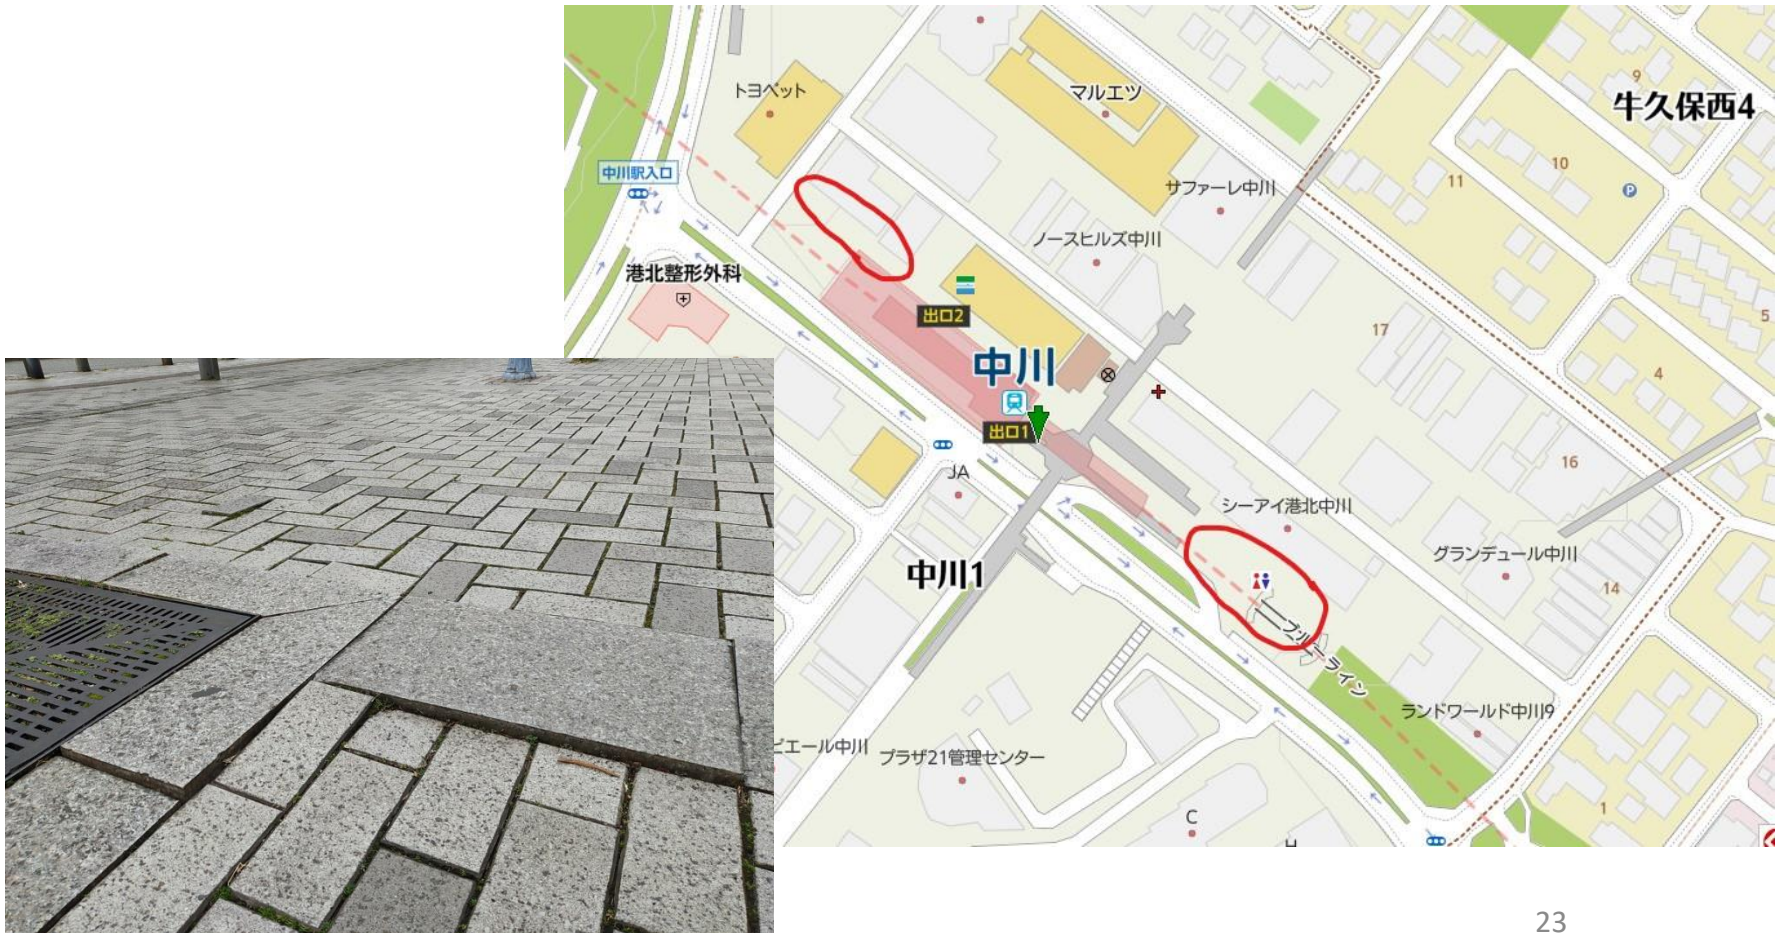 トヨペット
マルエツ
9
牛久保西4
中川駅入口
サファーレ中川
11
10
P
ノースヒルズ中川
港北整形外科
出口2
17
5
中川
4
出口1
JA
16
シーアイ港北中川
中川1
グランデュール中川
14
ブルーライン
ランドワールド中川9
ピエール中川
プラザ21管理センター
C
1
H
23